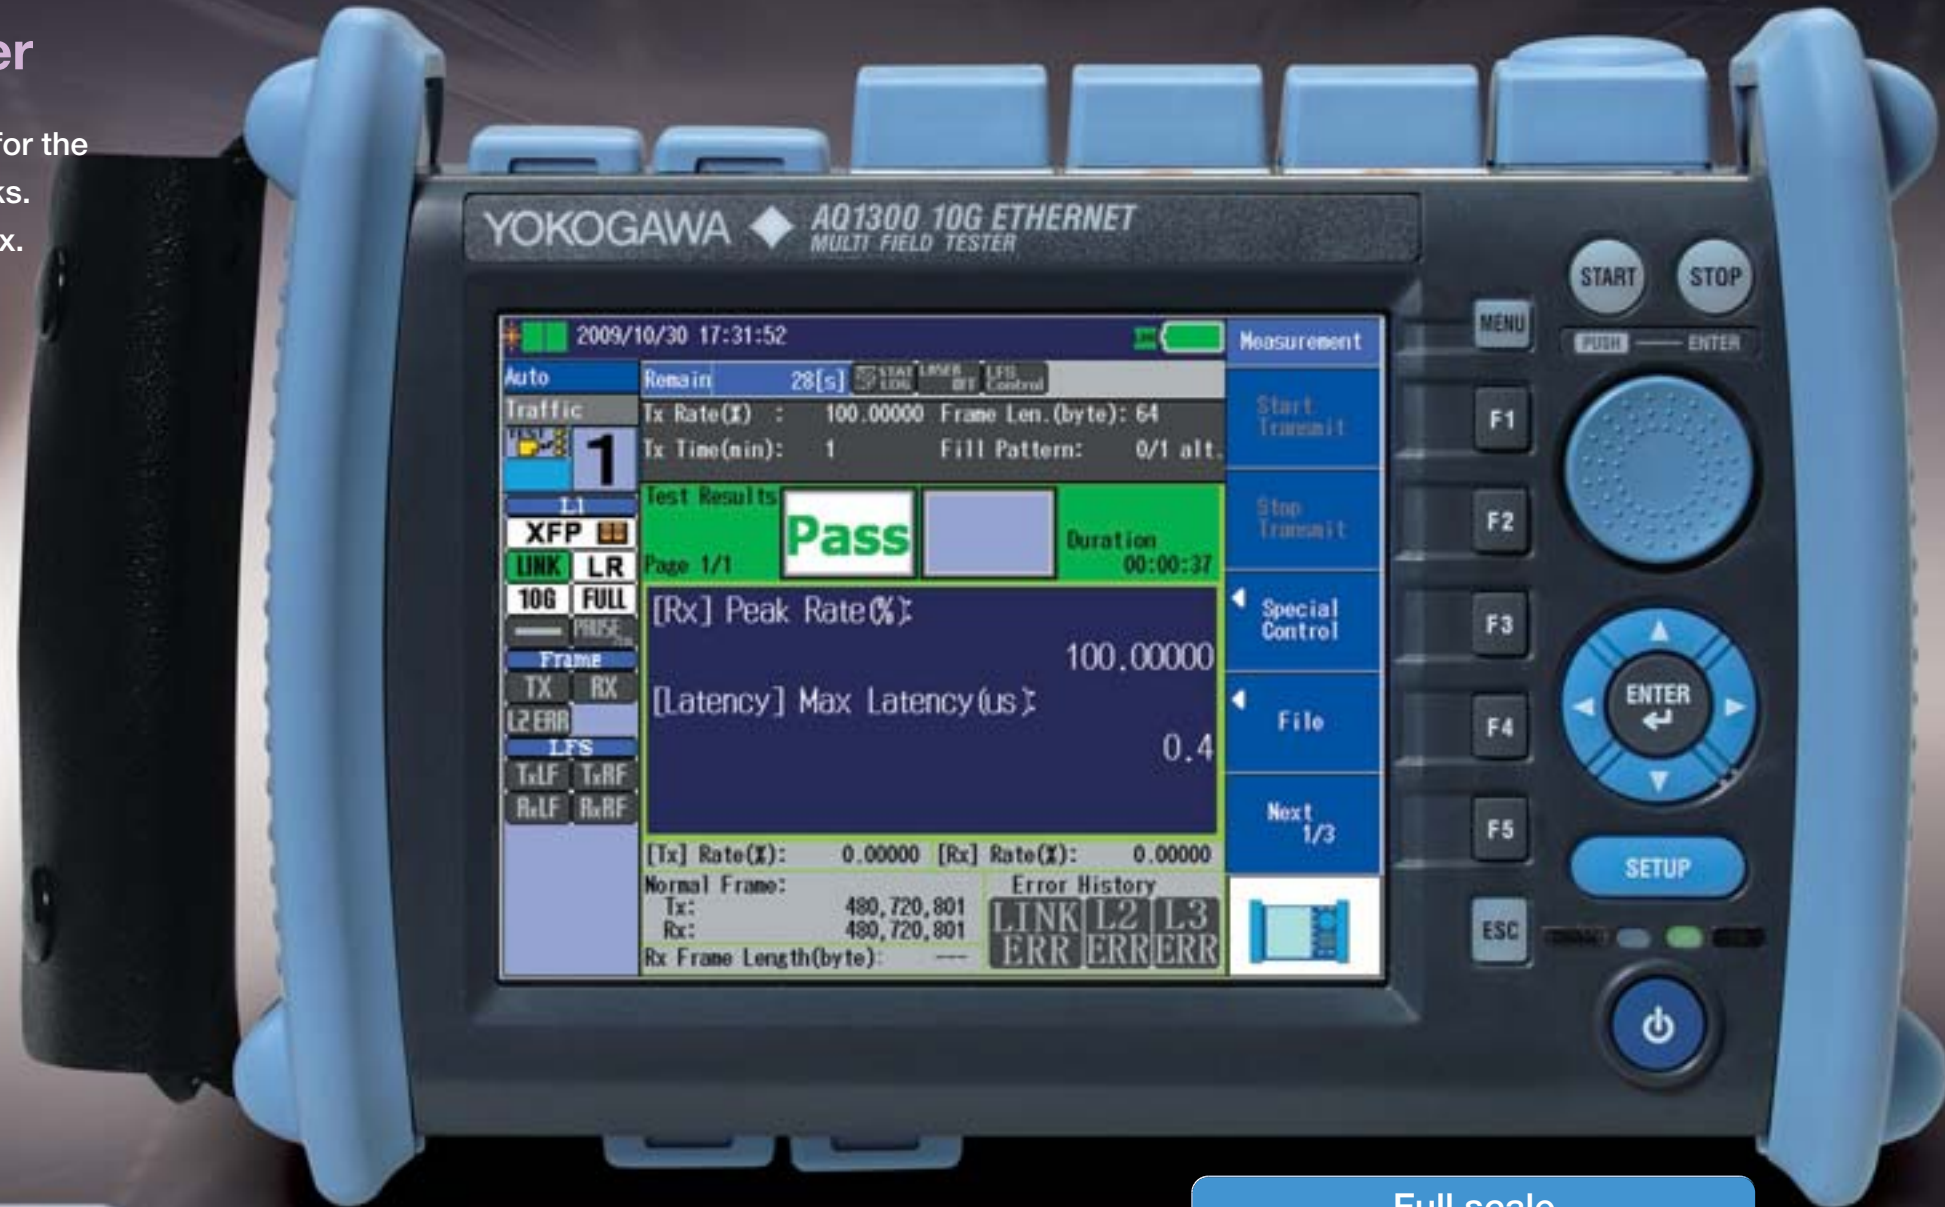 er
for the
ks.
x.
YOKOGAWA ◆ AQ1300 10G ETHERNET
MULTI FIELD TESTER
START STOP
PUSH ENTER
MENU
2009/10/30 17:31:52
Measurement
Auto
Remain 28[s] STAT LOG LASER OFF LFS Control
Traffic
TEST 1
Tx Rate(%) : 100.00000 Frame Len.(byte): 64
Tx Time(min): 1 Fill Pattern: 0/1 alt.
Start Transmit
F1
Test Results
Pass
Duration
00:00:37
Page 1/1
Stop Transmit
F2
L1
XFP
LINK LR
10G FULL
PAUSE
Frame
TX RX
L2 ERR
LFS
TxLF TxRF
RxLF RxRF
[Rx] Peak Rate(%):
100.00000
[Latency] Max Latency(us):
0.4
Special
Control
F3
File
F4
Next
1/3
F5
ENTER
SETUP
[Tx] Rate(%): 0.00000 [Rx] Rate(%): 0.00000
Normal Frame:
Tx: 480,720,801
Rx: 480,720,801
Rx Frame Length(byte): ---
Error History
LINK ERR L2 ERR L3 ERR
ESC
Full scale